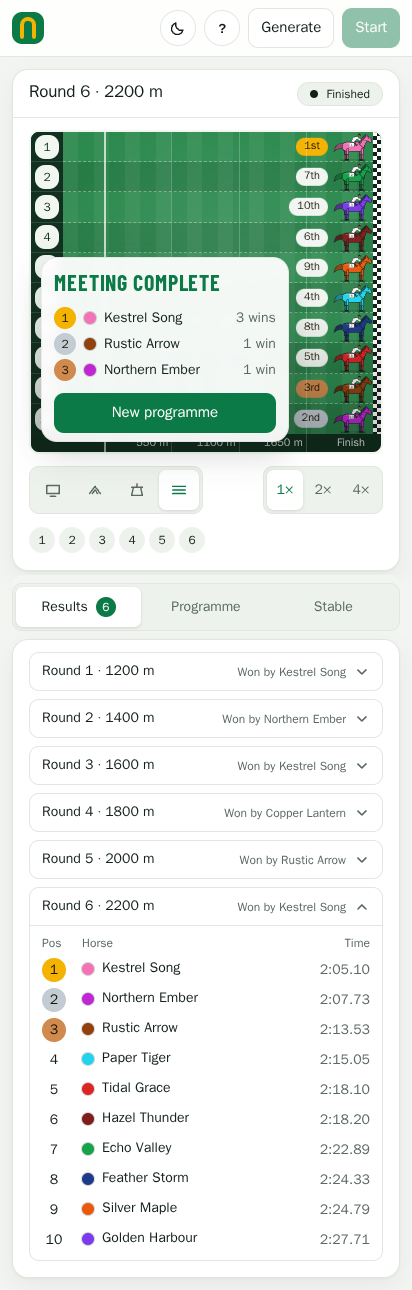 ? Generate Start
Round 6 · 2200 m Finished
1 1st
2 7th
3 10th
4 6th
9th
MEETING COMPLETE
4th
1 Kestrel Song 3 wins
8th
2 Rustic Arrow 1 win
5th
3 Northern Ember 1 win
3rd
New programme
2nd
550 m 1100 m 1650 m Finish
1× 2× 4×
1 2 3 4 5 6
Results 6 Programme Stable
Round 1 · 1200 m Won by Kestrel Song
Round 2 · 1400 m Won by Northern Ember
Round 3 · 1600 m Won by Kestrel Song
Round 4 · 1800 m Won by Copper Lantern
Round 5 · 2000 m Won by Rustic Arrow
Round 6 · 2200 m Won by Kestrel Song
Pos Horse Time
1 Kestrel Song 2:05.10
2 Northern Ember 2:07.73
3 Rustic Arrow 2:13.53
4 Paper Tiger 2:15.05
5 Tidal Grace 2:18.10
6 Hazel Thunder 2:18.20
7 Echo Valley 2:22.89
8 Feather Storm 2:24.33
9 Silver Maple 2:24.79
10 Golden Harbour 2:27.71